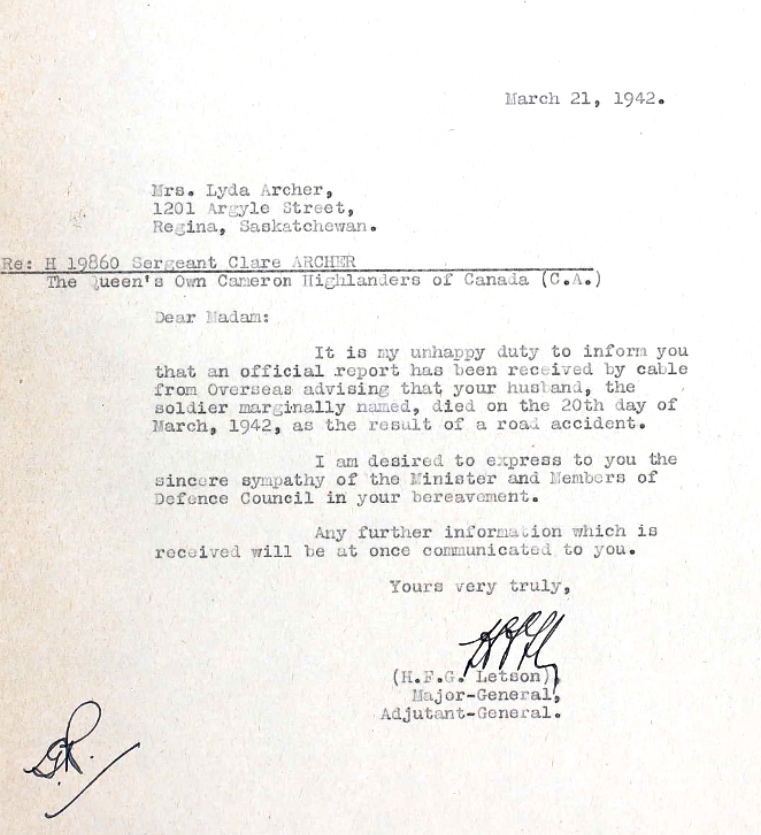 March 21, 1942.
Mrs. Lyda Archer,
1201 Argyle Street,
Regina, Saskatchewan.
Re: H 19860 Sergeant Clare ARCHER
The Queen's Own Cameron Highlanders of Canada (C.A.)
Dear Madam:
It is my unhappy duty to inform you
that an official report has been received by cable
from Overseas advising that your husband, the
soldier marginally named, died on the 20th day of
March, 1942, as the result of a road accident.
I am desired to express to you the
sincere sympathy of the Minister and Members of
Defence Council in your bereavement.
Any further information which is
received will be at once communicated to you.
Yours very truly,
(H.F.G. Letson),
Major-General,
Adjutant-General.